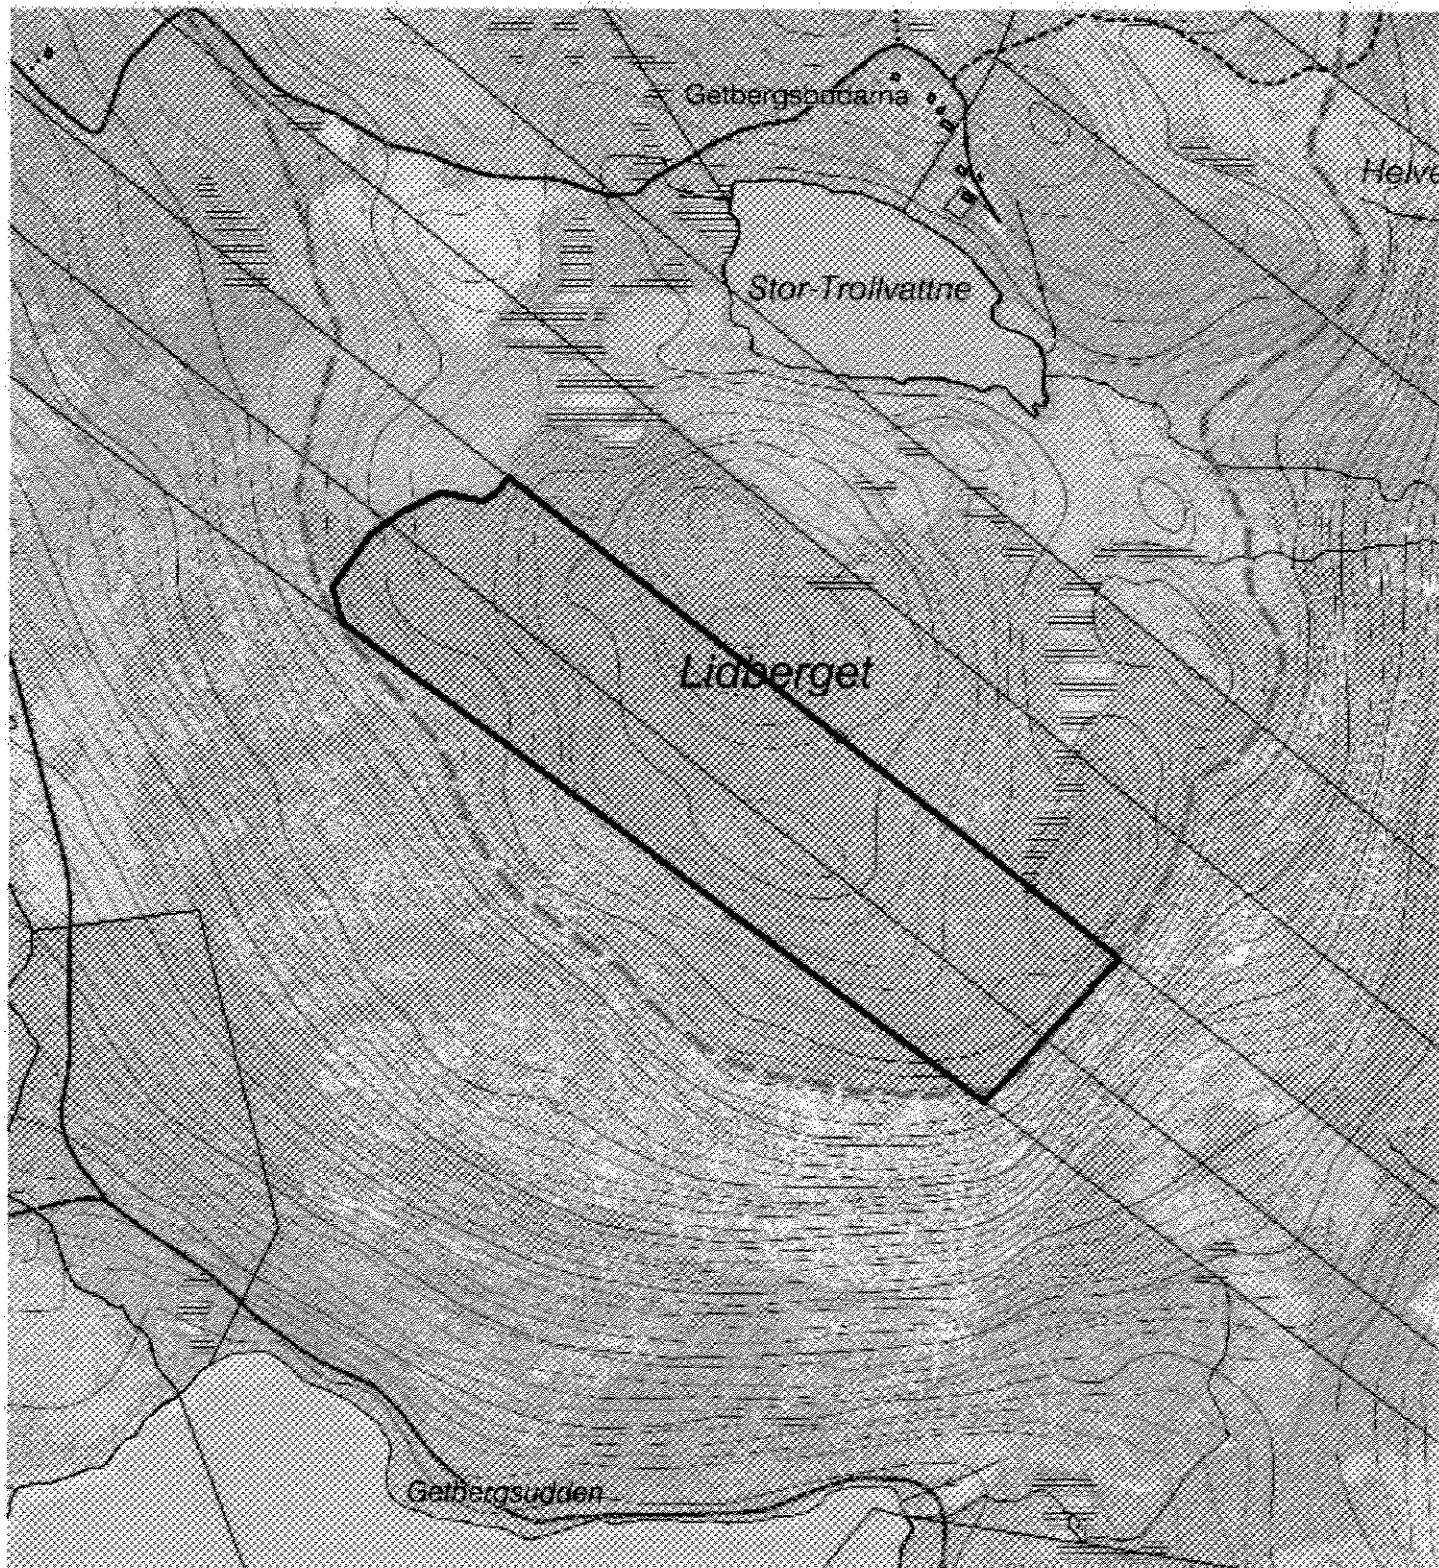 Getbergsbodarna
Helve
Stor-Trollvattne
Lidberget
Getbergsudden